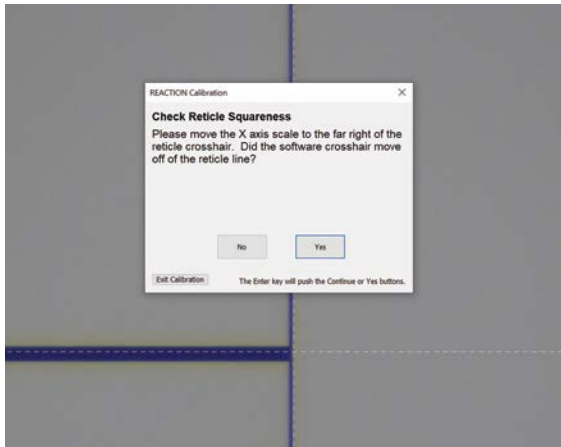 REACTION Calibration
Check Reticle Squareness
Please move the X axis scale to the far right of the
reticle crosshair. Did the software crosshair move
off of the reticle line?
No
Yes
Exit Calibration
The Enter key will push the Continue or Yes buttons.